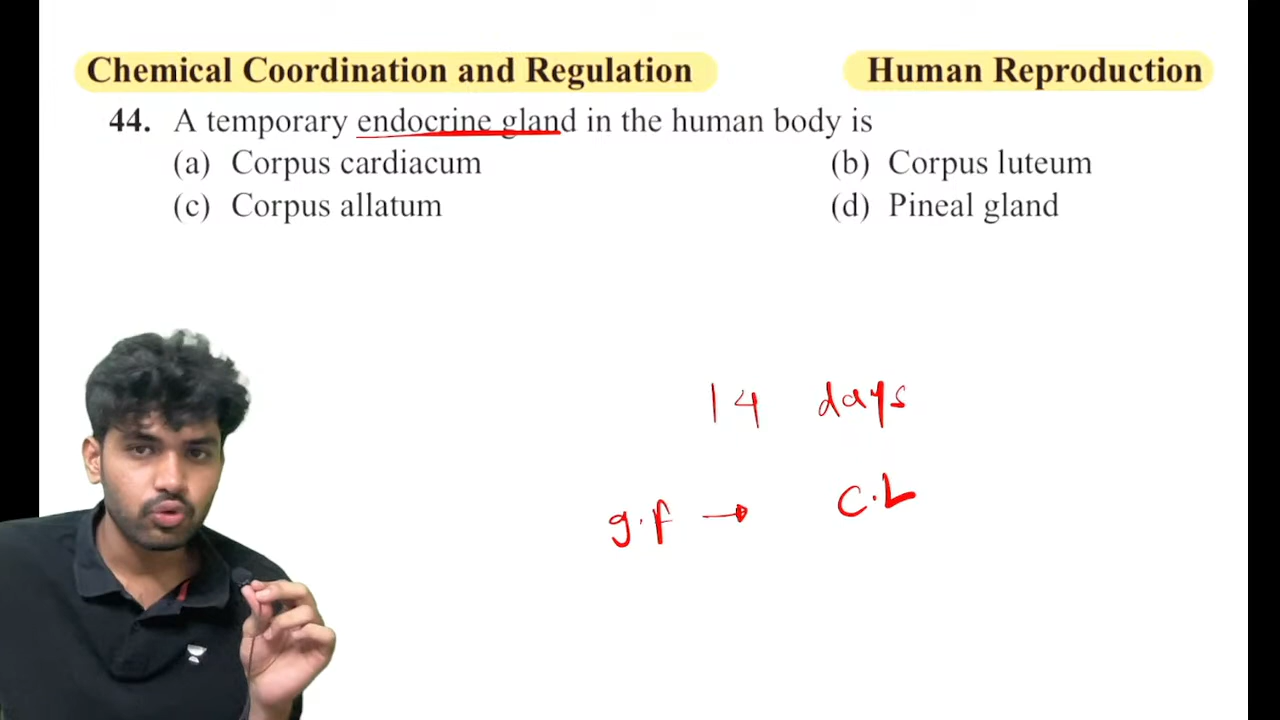 Chemical Coordination and Regulation Human Reproduction
44. A temporary endocrine gland in the human body is
(a) Corpus cardiacum (b) Corpus luteum
(c) Corpus allatum (d) Pineal gland
14 days
g.f → C.L